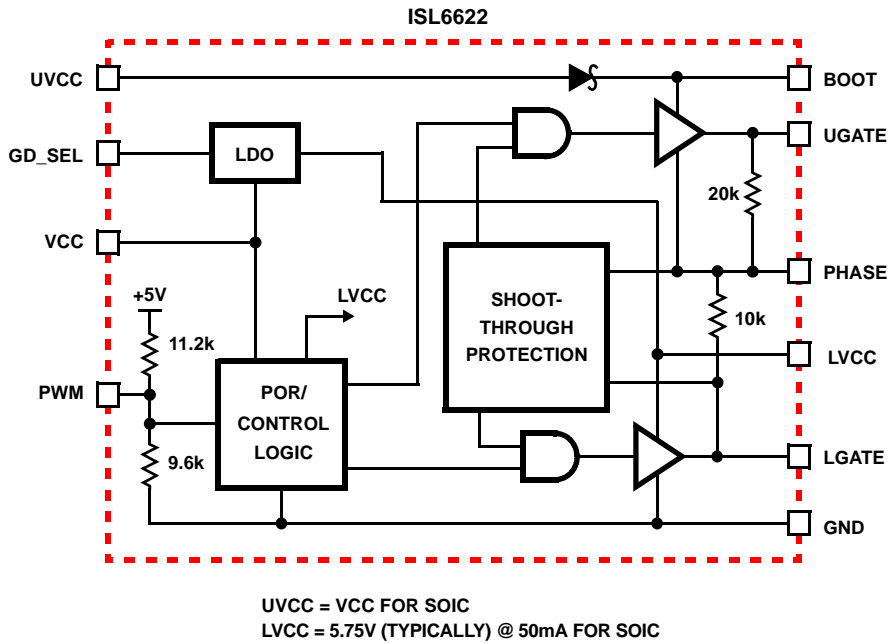 ISL6622
UVCC
BOOT
UGATE
GD_SEL
LDO
20k
VCC
PHASE
+5V
LVCC
SHOOT-
THROUGH
PROTECTION
10k
11.2k
LVCC
PWM
POR/
CONTROL
LOGIC
9.6k
LGATE
GND
UVCC = VCC FOR SOIC
LVCC = 5.75V (TYPICALLY) @ 50mA FOR SOIC